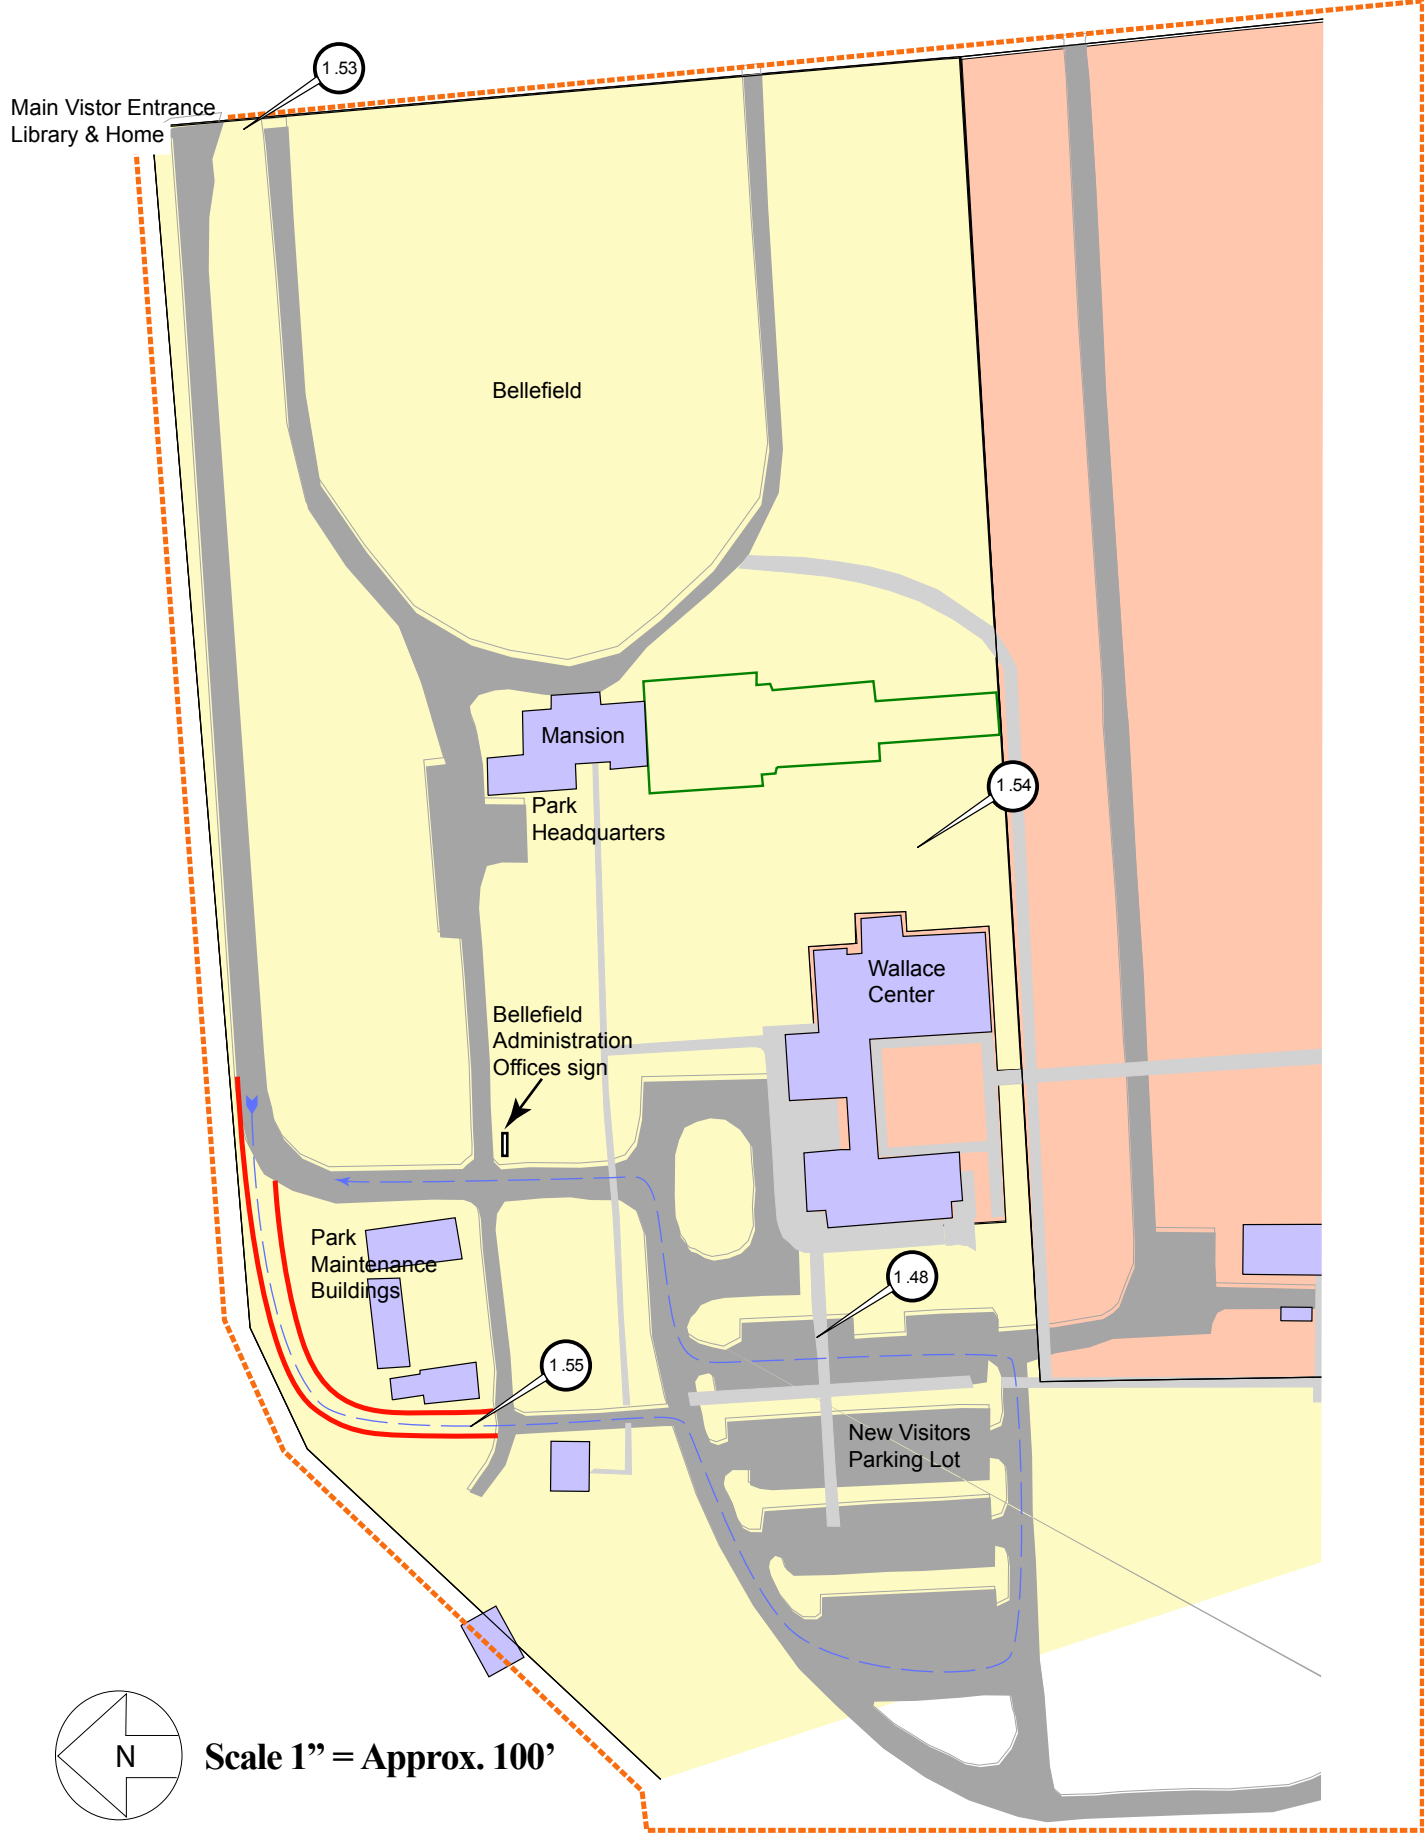 1.53
Main Vistor Entrance
Library & Home
Bellefield
Mansion
1.54
Park
Headquarters
Wallace
Center
Bellefield
Administration
Offices sign
Park
Maintenance
Buildings
1.48
1.55
New Visitors
Parking Lot
N
Scale 1” = Approx. 100’